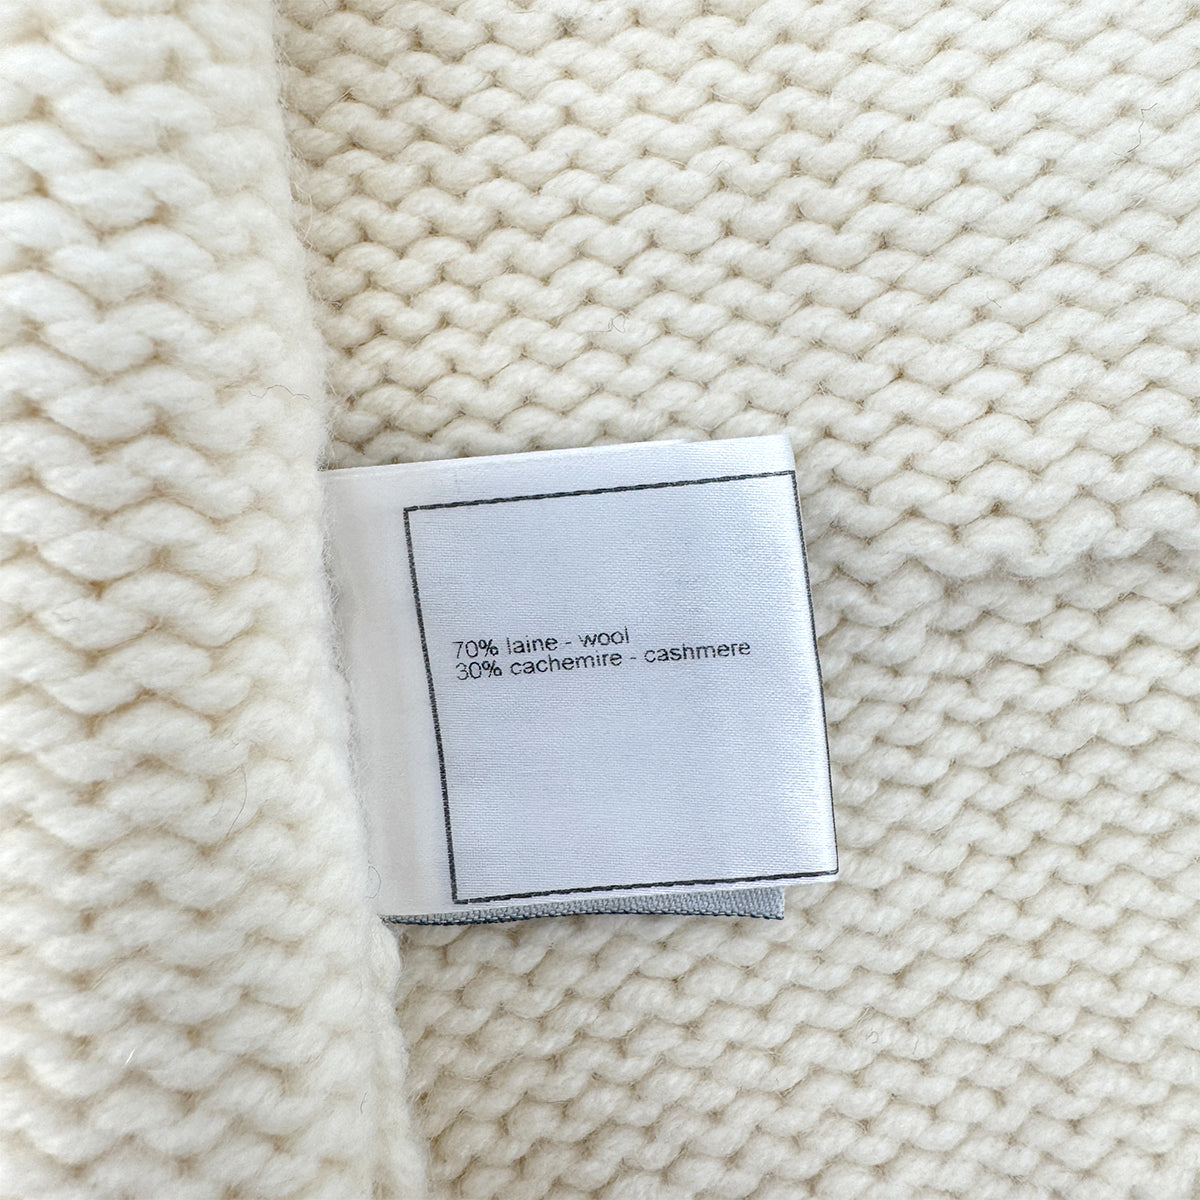 70% laine - wool
30% cachemire - cashmere